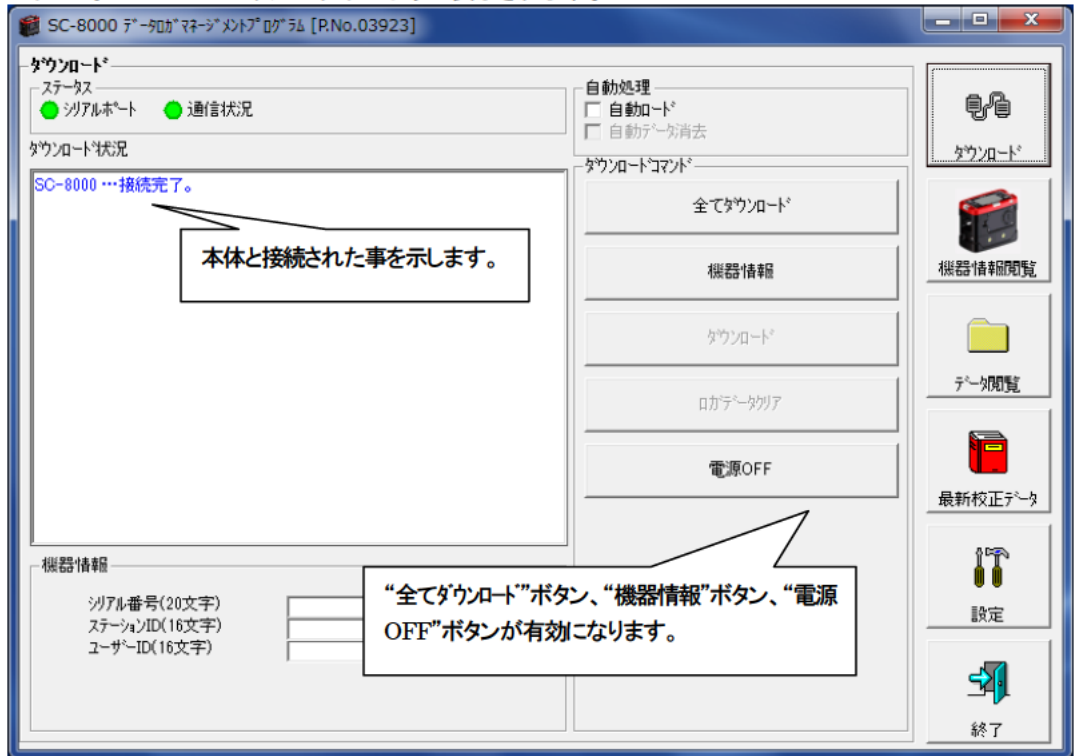 SC-8000 ﾃﾞｰﾀﾛｶﾞﾏﾈｰｼﾞﾒﾝﾄﾌﾟﾛｸﾞﾗﾑ [P.No.03923]
ﾀﾞｳﾝﾛｰﾄﾞ
ステータス
ｼﾘｱﾙﾎﾟｰﾄ
通信状況
自動処理
自動ﾛｰﾄﾞ
自動ﾃﾞｰﾀ消去
ﾀﾞｳﾝﾛｰﾄﾞ状況
SC-8000 …接続完了。
本体と接続された事を示します。
ﾀﾞｳﾝﾛｰﾄﾞｺﾏﾝﾄﾞ
全てﾀﾞｳﾝﾛｰﾄﾞ
機器情報
ﾀﾞｳﾝﾛｰﾄﾞ
ﾛｶﾞﾃﾞｰﾀｸﾘｱ
電源OFF
“全てﾀﾞｳﾝﾛｰﾄﾞ”ボタン、“機器情報”ボタン、“電源
OFF”ボタンが有効になります。
機器情報
ｼﾘｱﾙ番号(20文字)
ｽﾃｰｼｮﾝID(16文字)
ﾕｰｻﾞｰID(16文字)
ﾀﾞｳﾝﾛｰﾄﾞ
機器情報閲覧
ﾃﾞｰﾀ閲覧
最新校正ﾃﾞｰﾀ
設定
終了